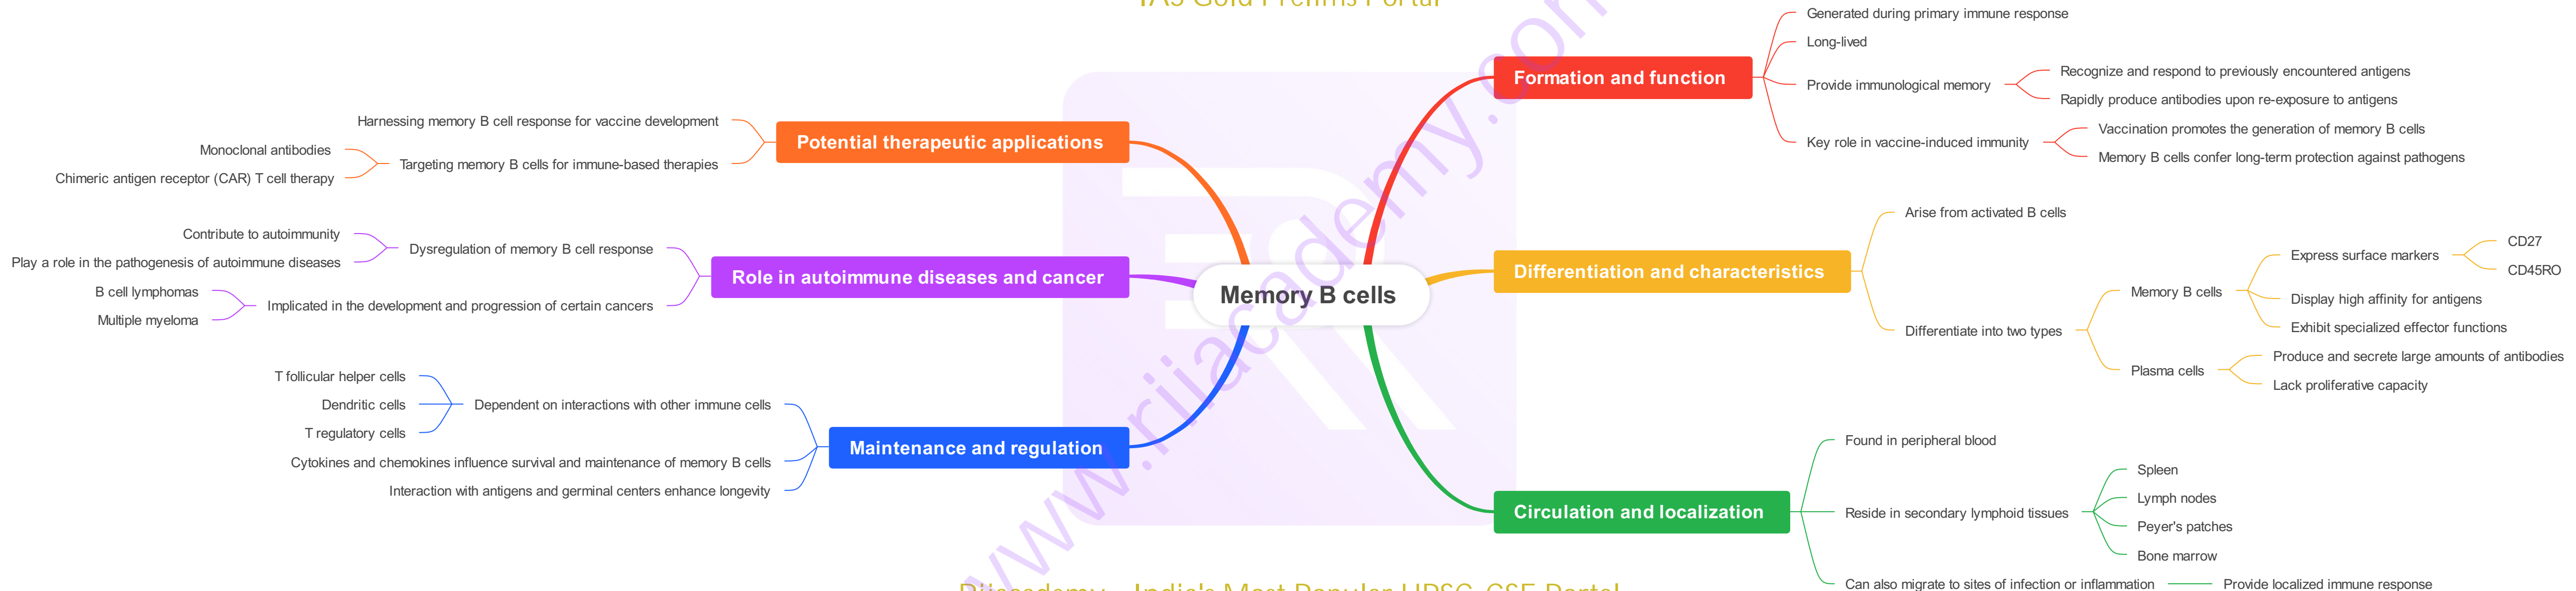 IAS Gold Prelims Portal
Memory B cells
Formation and function
Generated during primary immune response
Long-lived
Provide immunological memory
Recognize and respond to previously encountered antigens
Rapidly produce antibodies upon re-exposure to antigens
Key role in vaccine-induced immunity
Vaccination promotes the generation of memory B cells
Memory B cells confer long-term protection against pathogens
Differentiation and characteristics
Arise from activated B cells
Differentiate into two types
Memory B cells
Express surface markers
CD27
CD45RO
Display high affinity for antigens
Exhibit specialized effector functions
Plasma cells
Produce and secrete large amounts of antibodies
Lack proliferative capacity
Circulation and localization
Found in peripheral blood
Reside in secondary lymphoid tissues
Spleen
Lymph nodes
Peyer's patches
Bone marrow
Can also migrate to sites of infection or inflammation
Provide localized immune response
Potential therapeutic applications
Harnessing memory B cell response for vaccine development
Targeting memory B cells for immune-based therapies
Monoclonal antibodies
Chimeric antigen receptor (CAR) T cell therapy
Role in autoimmune diseases and cancer
Dysregulation of memory B cell response
Contribute to autoimmunity
Play a role in the pathogenesis of autoimmune diseases
Implicated in the development and progression of certain cancers
B cell lymphomas
Multiple myeloma
Maintenance and regulation
Dependent on interactions with other immune cells
T follicular helper cells
Dendritic cells
T regulatory cells
Cytokines and chemokines influence survival and maintenance of memory B cells
Interaction with antigens and germinal centers enhance longevity
www.riiacademy.com
India's Most Popular UPSC-CSE Portal